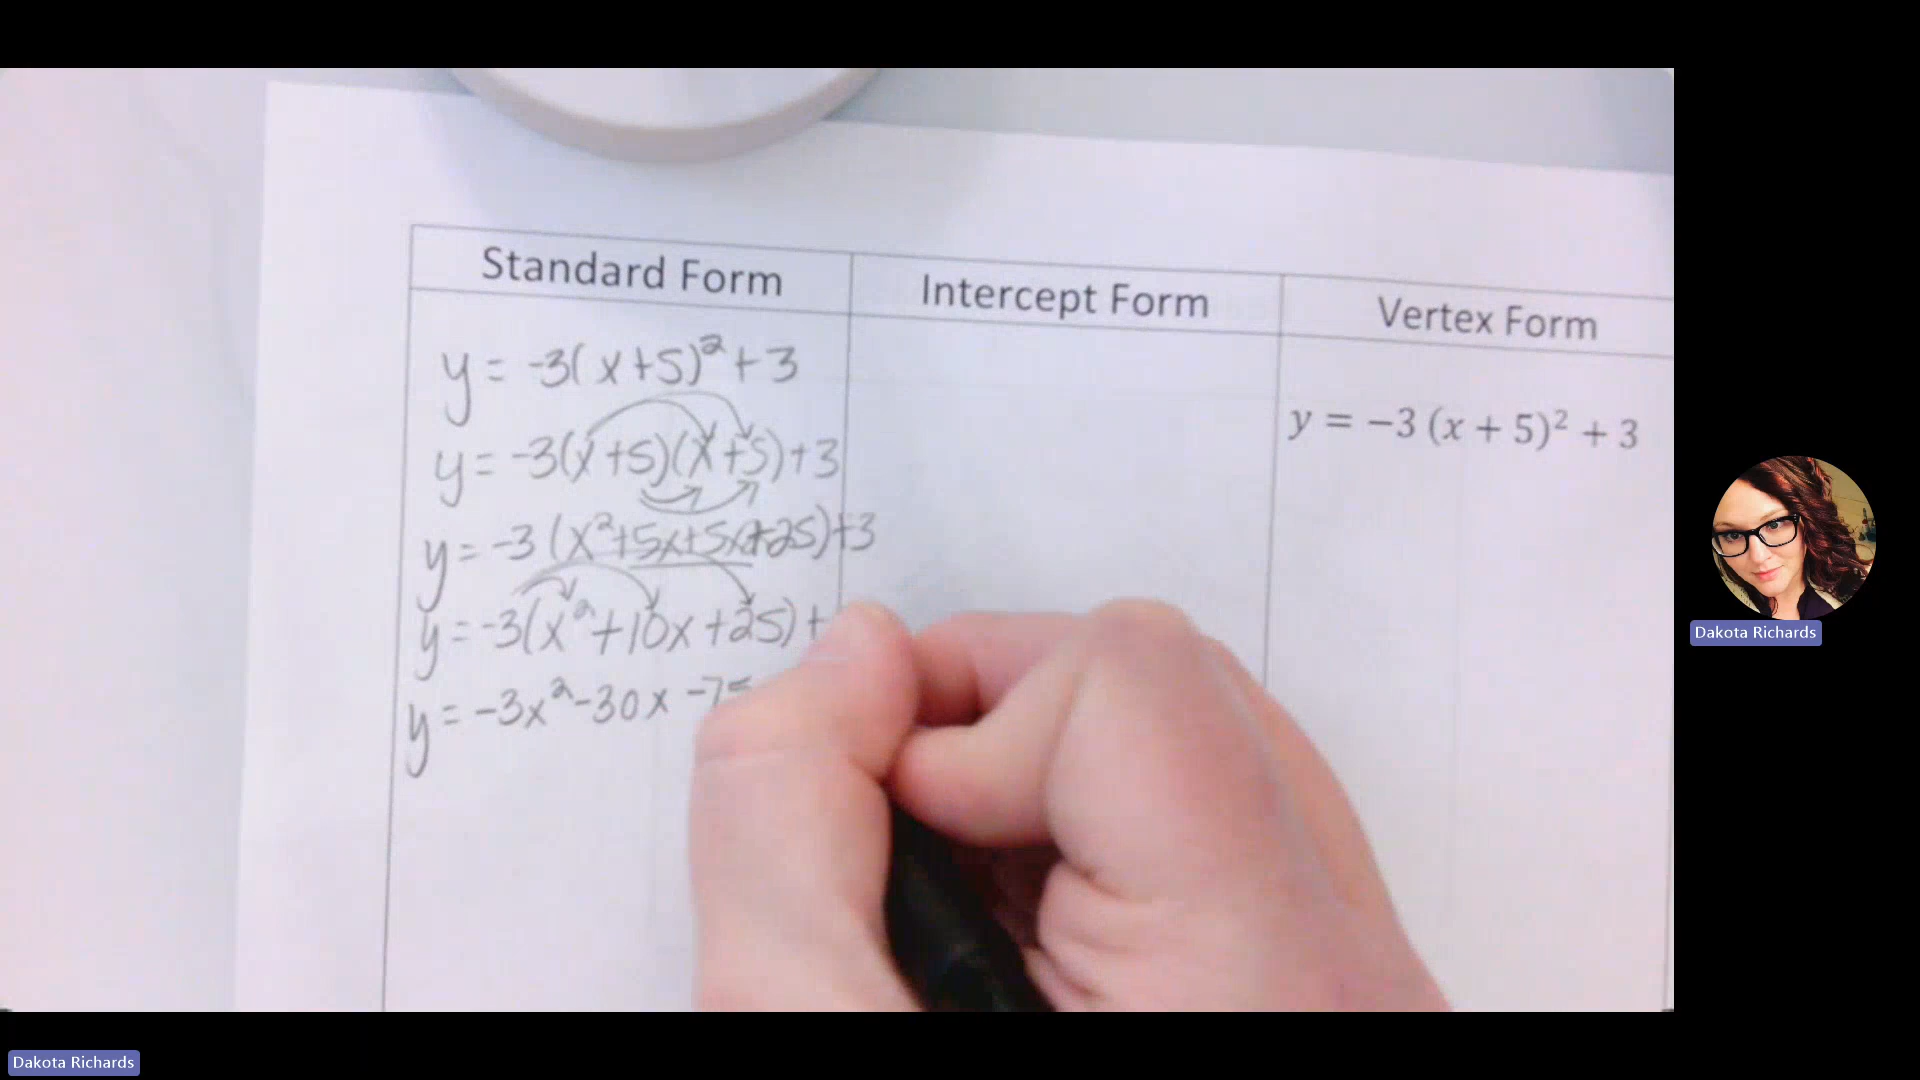 Standard Form
Intercept Form
Vertex Form
y = -3(x+5)² +3
y = -3(x+5)(x+5)+3
y = -3(x²+5x+5x+25)+3
y = -3(x²+10x+25)+
y = -3x²-30x -75
y = −3 (x + 5)² + 3
Dakota Richards
Dakota Richards